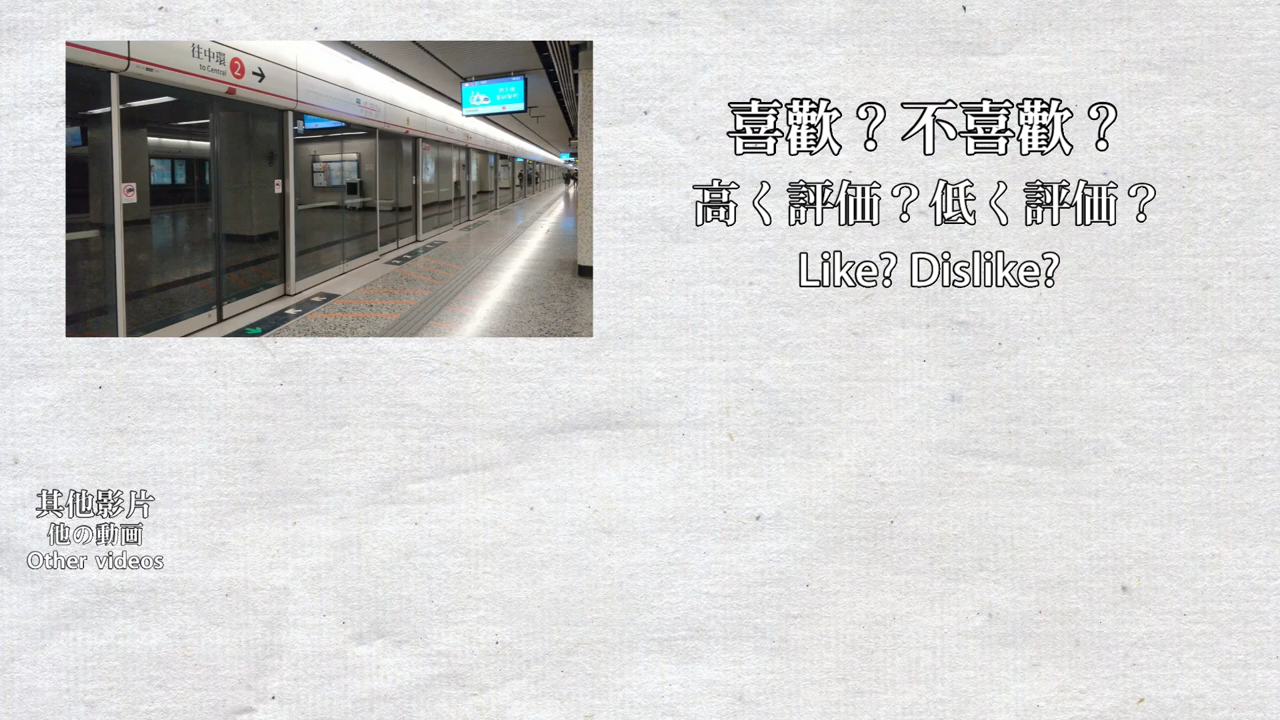 往中環 2
to Central
喜歡？不喜歡？
高く評価？低く評価？
Like? Dislike?
其他影片
他の動画
Other videos